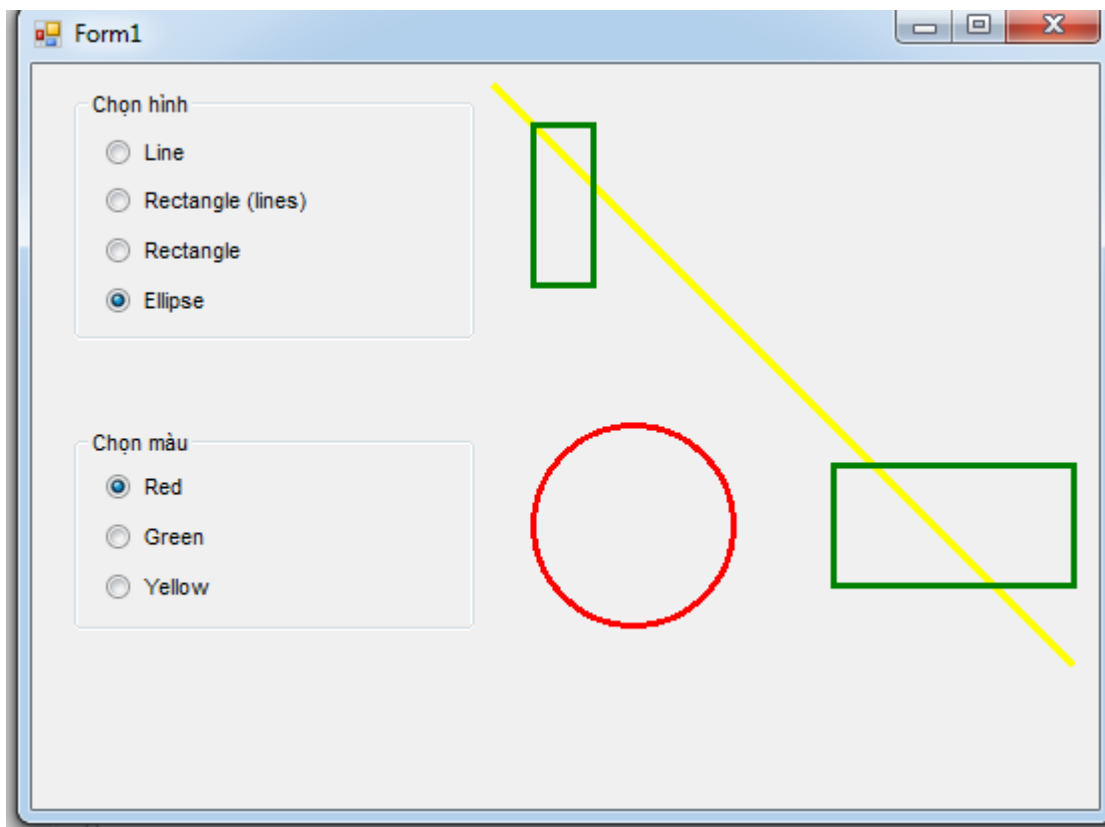 Form1
Chọn hình
Line
Rectangle (lines)
Rectangle
Ellipse
Chọn màu
Red
Green
Yellow